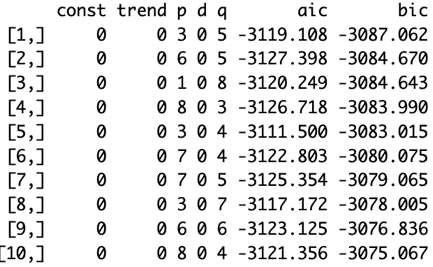 const trend p d q aic bic
[1,] 0 0 3 0 5 -3119.108 -3087.062
[2,] 0 0 6 0 5 -3127.398 -3084.670
[3,] 0 0 1 0 8 -3120.249 -3084.643
[4,] 0 0 8 0 3 -3126.718 -3083.990
[5,] 0 0 3 0 4 -3111.500 -3083.015
[6,] 0 0 7 0 4 -3122.803 -3080.075
[7,] 0 0 7 0 5 -3125.354 -3079.065
[8,] 0 0 3 0 7 -3117.172 -3078.005
[9,] 0 0 6 0 6 -3123.125 -3076.836
[10,] 0 0 8 0 4 -3121.356 -3075.067